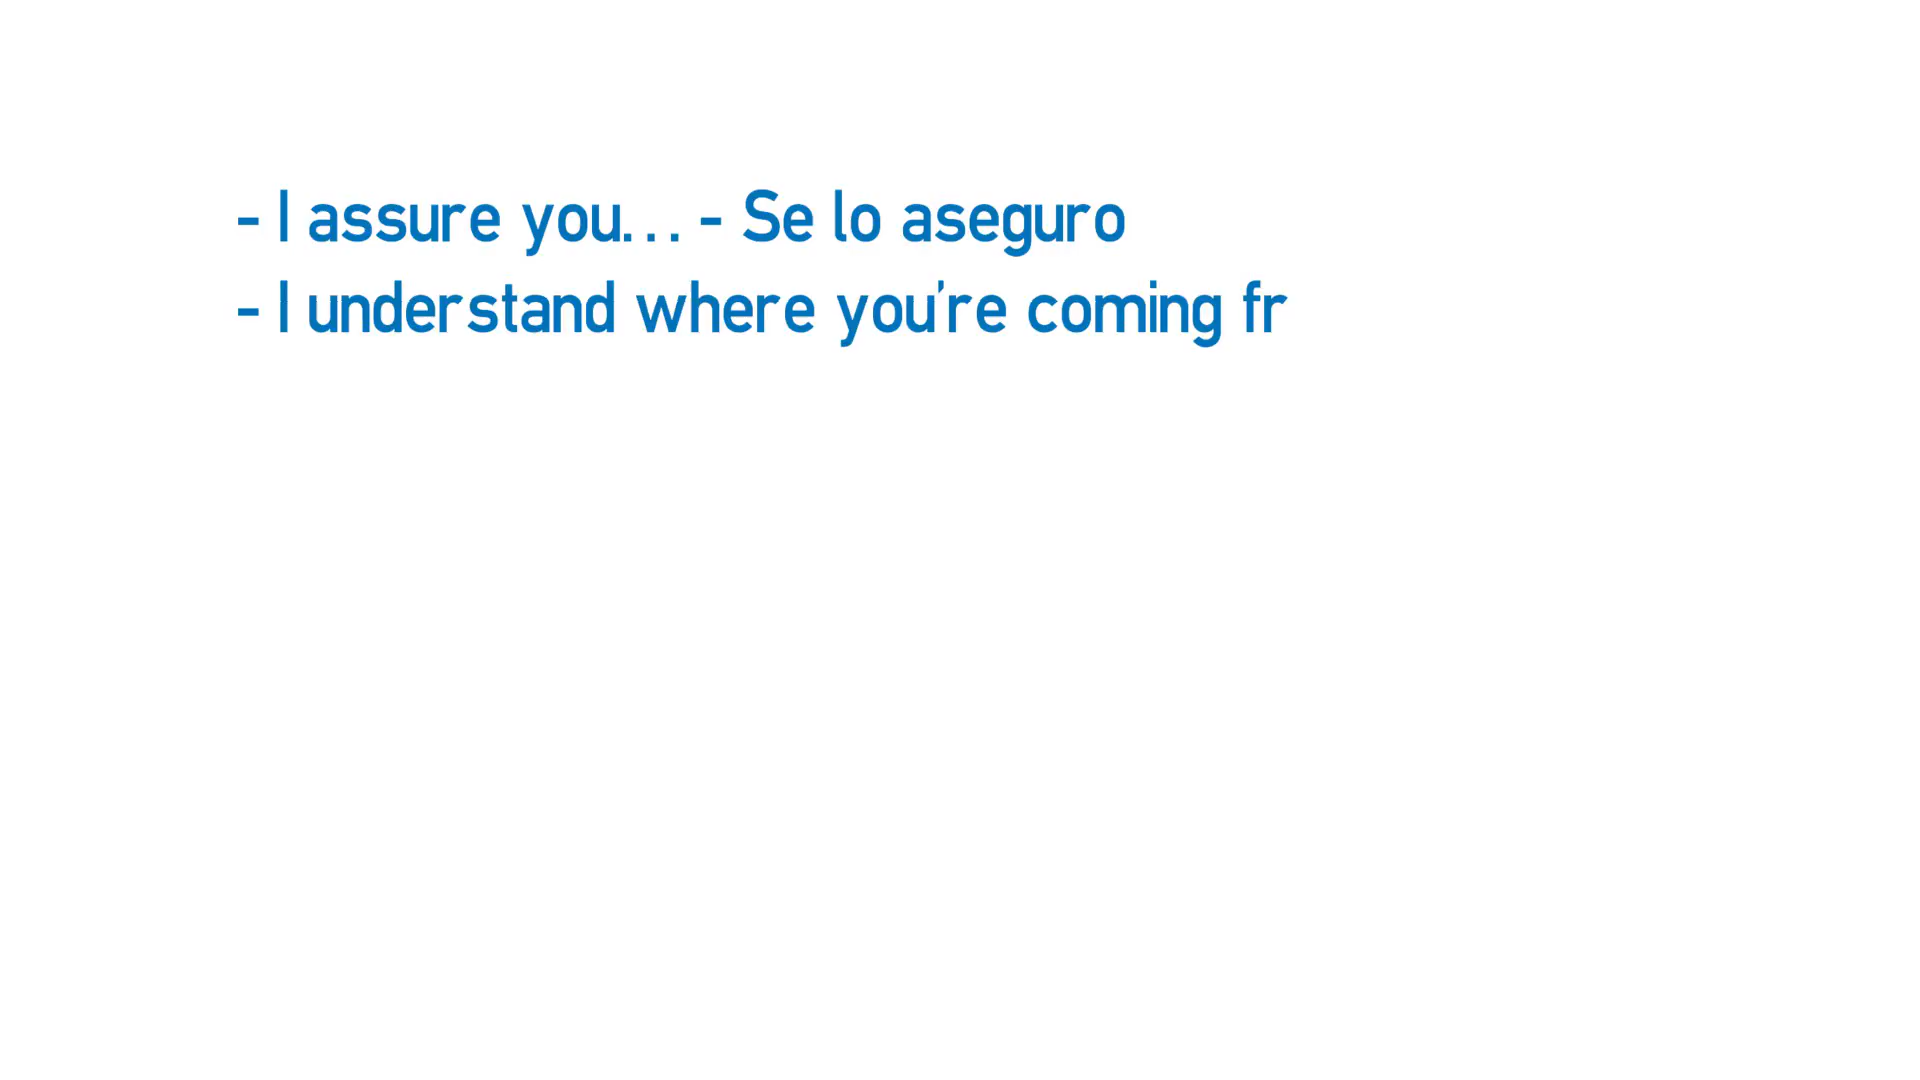 - I assure you... - Se lo aseguro
- I understand where you're coming fr